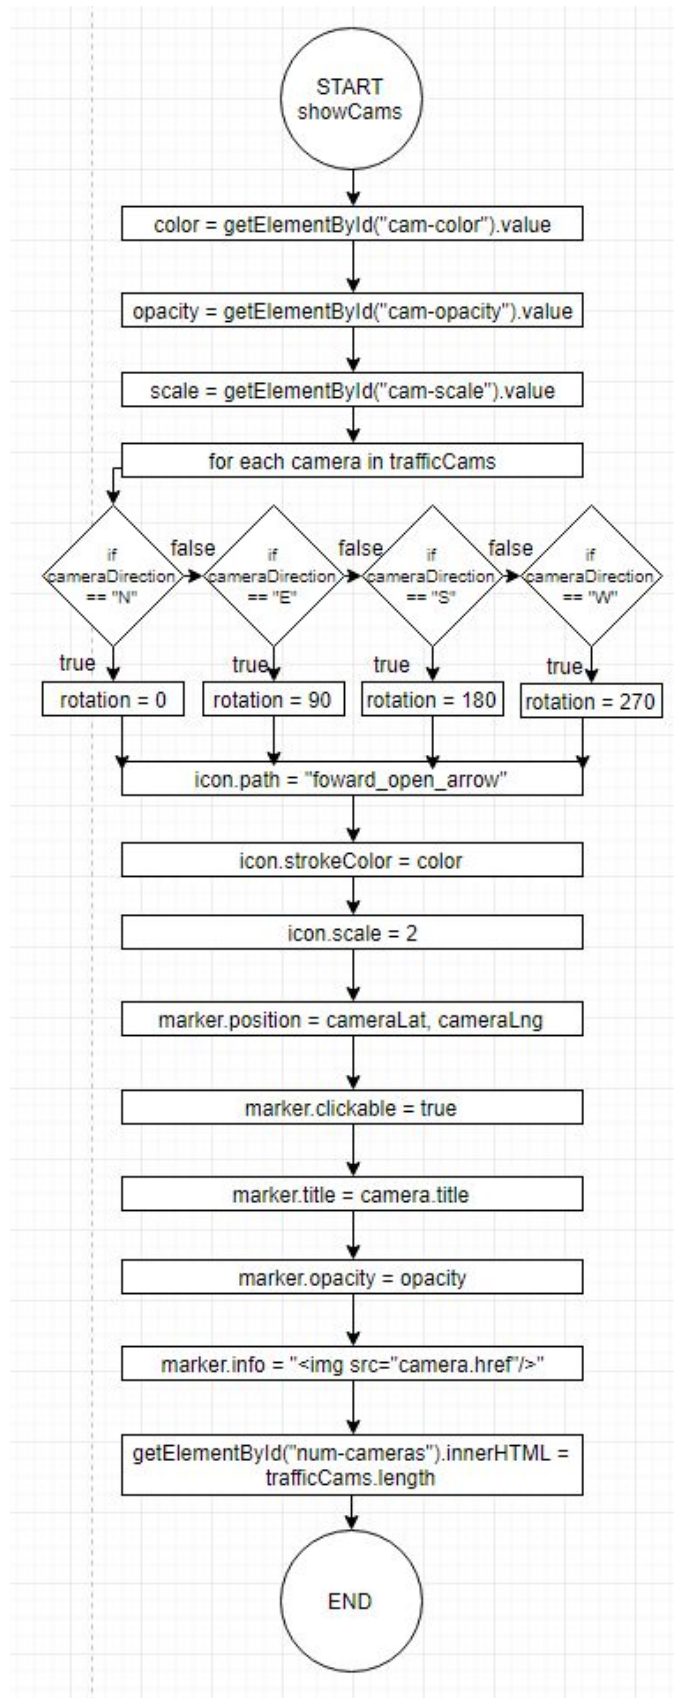 START
showCams
color = getElementById("cam-color").value
opacity = getElementById("cam-opacity").value
scale = getElementById("cam-scale").value
for each camera in trafficCams
if
cameraDirection
== "N"
false
if
cameraDirection
== "E"
false
if
cameraDirection
== "S"
false
if
cameraDirection
== "W"
true
rotation = 0
true
rotation = 90
true
rotation = 180
true
rotation = 270
icon.path = "foward_open_arrow"
icon.strokeColor = color
icon.scale = 2
marker.position = cameraLat, cameraLng
marker.clickable = true
marker.title = camera.title
marker.opacity = opacity
marker.info = "<img src="camera.href"/>"
getElementById("num-cameras").innerHTML =
trafficCams.length
END